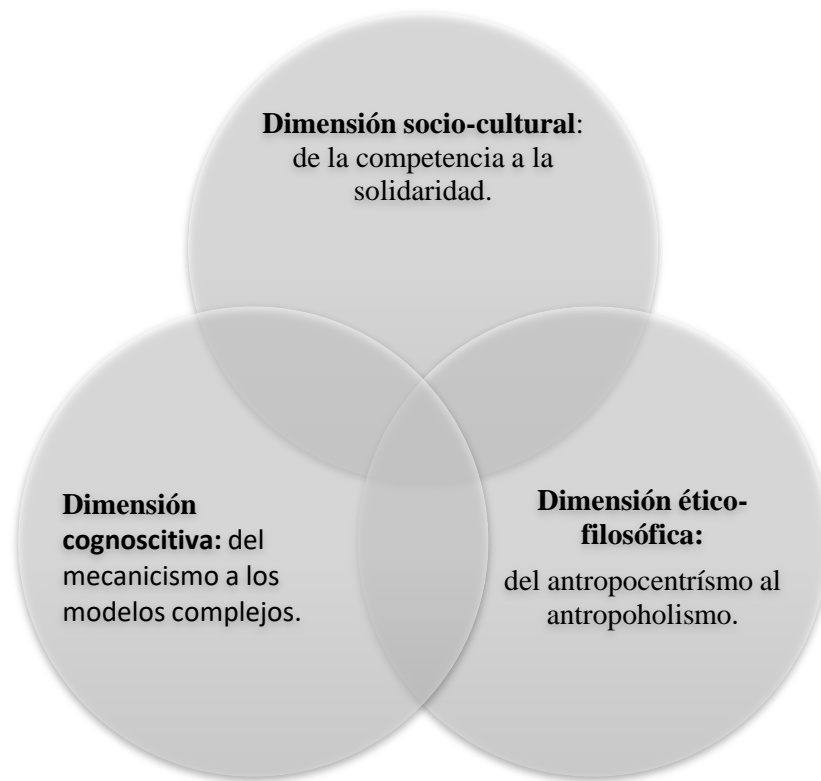 Dimensión socio-cultural:
de la competencia a la
solidaridad.
Dimensión
cognoscitiva: del
mecanicismo a los
modelos complejos.
Dimensión ético-
filosófica:
del antropocentrísmo al
antropoholismo.